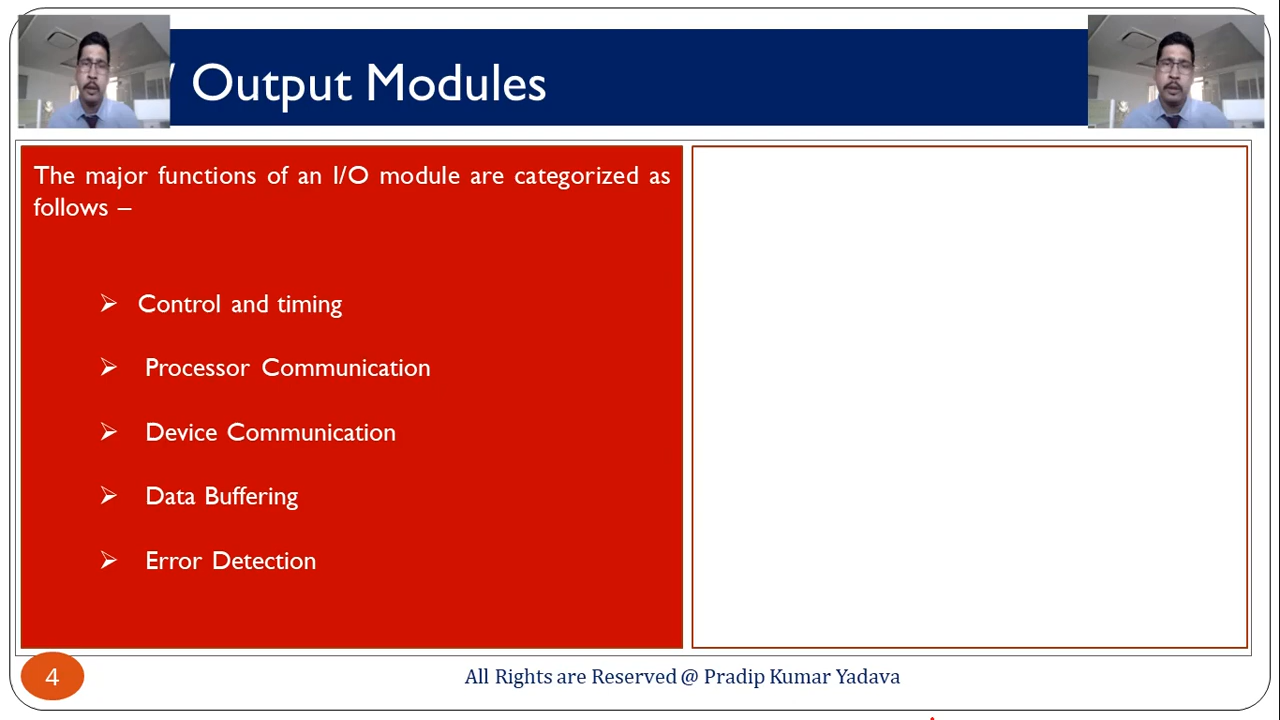 / Output Modules
The major functions of an I/O module are categorized as
follows –
➢ Control and timing
➢ Processor Communication
➢ Device Communication
➢ Data Buffering
➢ Error Detection
4
All Rights are Reserved @ Pradip Kumar Yadava